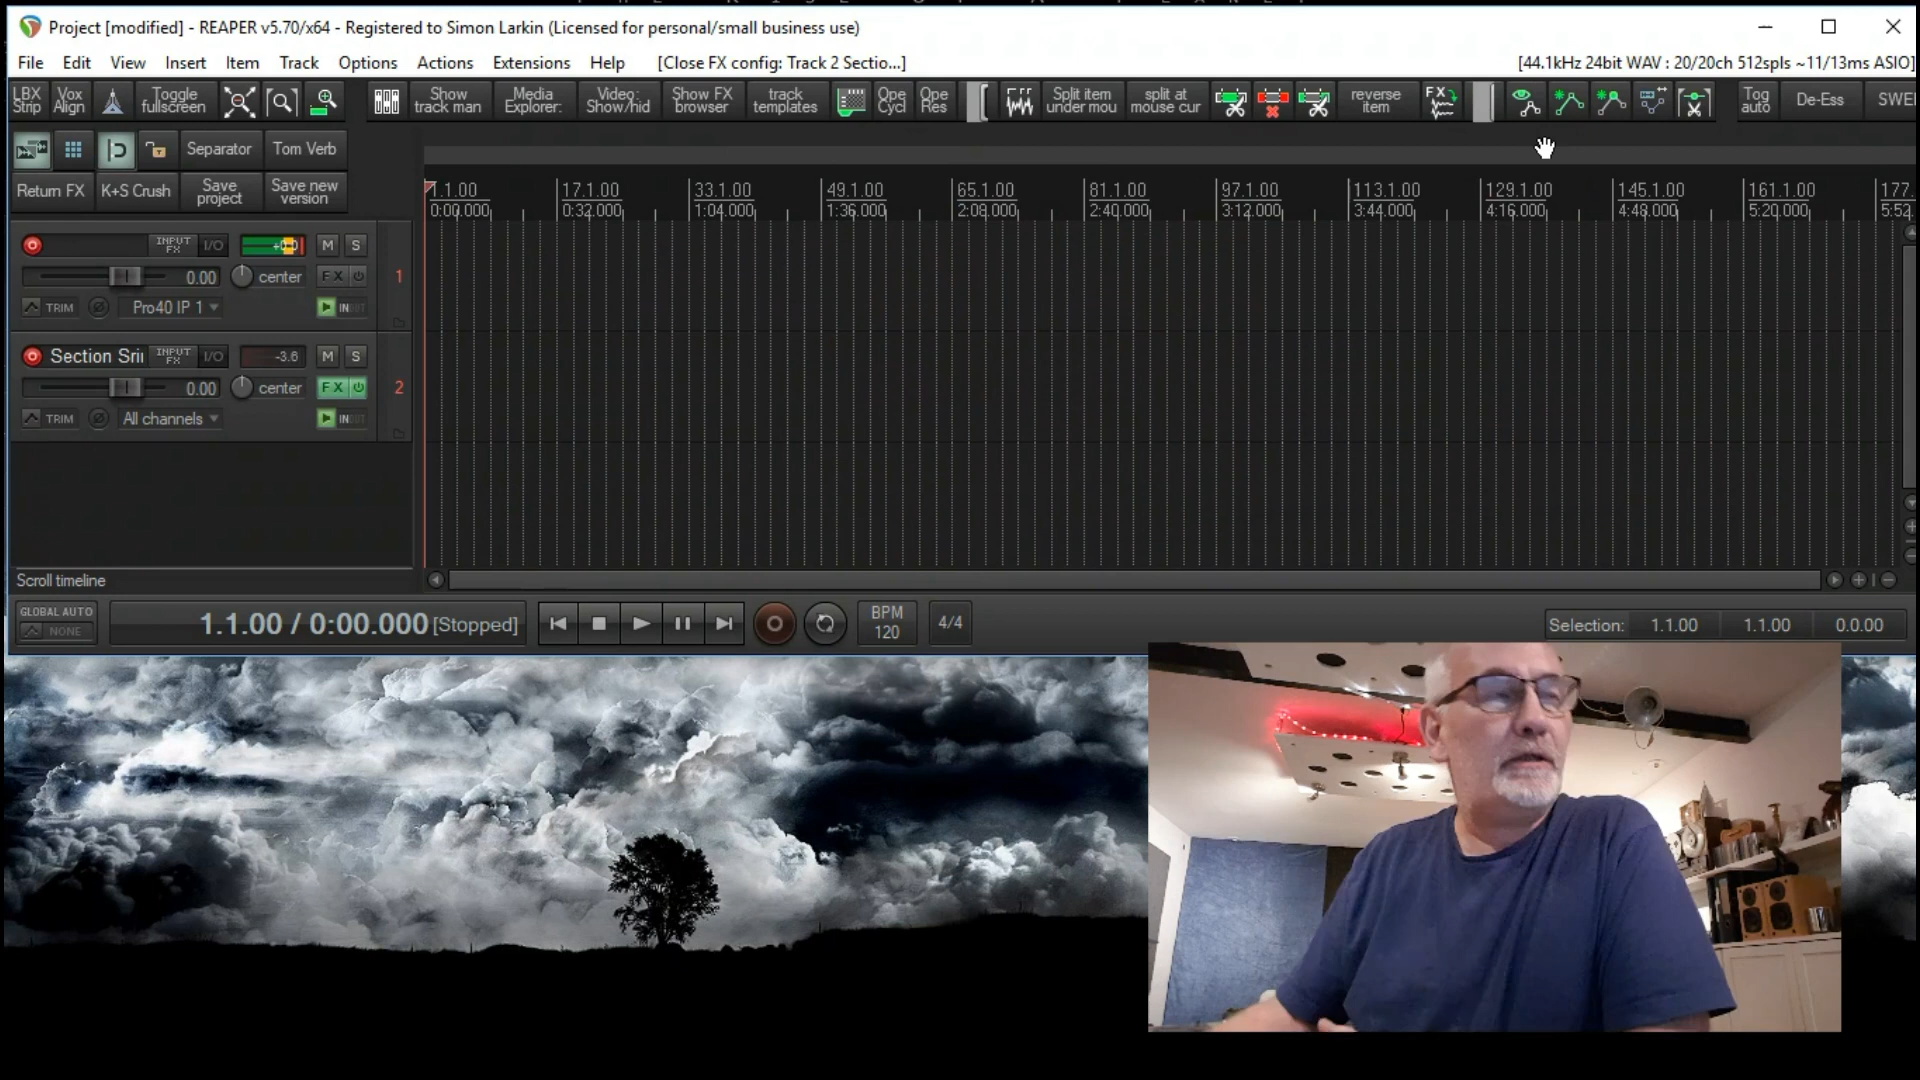 Project [modified] - REAPER v5.70/x64 - Registered to Simon Larkin (Licensed for personal/small business use)
File Edit View Insert Item Track Options Actions Extensions Help [Close FX config: Track 2 Sectio...] [44.1kHz 24bit WAV : 20/20ch 512spls ~11/13ms ASIO]
LBX Strip
Vox Align
Toggle fullscreen
Show track man
Media Explorer:
Video: Show/hid
Show FX browser
track templates
Ope Cycl
Ope Res
Split item under mou
split at mouse cur
reverse item
FX
Tog auto
De-Ess
SWE
Separator
Tom Verb
Return FX
K+S Crush
Save project
Save new version
1.1.00 17.1.00 33.1.00 49.1.00 65.1.00 81.1.00 97.1.00 113.1.00 129.1.00 145.1.00 161.1.00 177.
0:00.000 0:32.000 1:04.000 1:36.000 2:08.000 2:40.000 3:12.000 3:44.000 4:16.000 4:48.000 5:20.000 5:52.
INPUT FX I/O M S
0.00 center FX 1
TRIM Pro40 IP 1 IN
Section Sri INPUT FX I/O -3.6 M S
0.00 center FX 2
TRIM All channels IN
Scroll timeline
GLOBAL AUTO
NONE
1.1.00 / 0:00.000 [Stopped]
BPM
120
4/4
Selection: 1.1.00 1.1.00 0.0.00